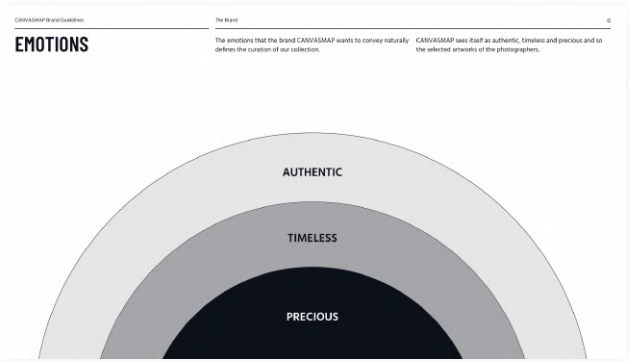 CANVASMAP Brand Guidelines
The Brand
EMOTIONS
The emotions that the brand CANVASMAP wants to convey naturally
defines the curation of our collection.
CANVASMAP sees itself as authentic, timeless and precious and so
the selected artworks of the photographers.
AUTHENTIC
TIMELESS
PRECIOUS